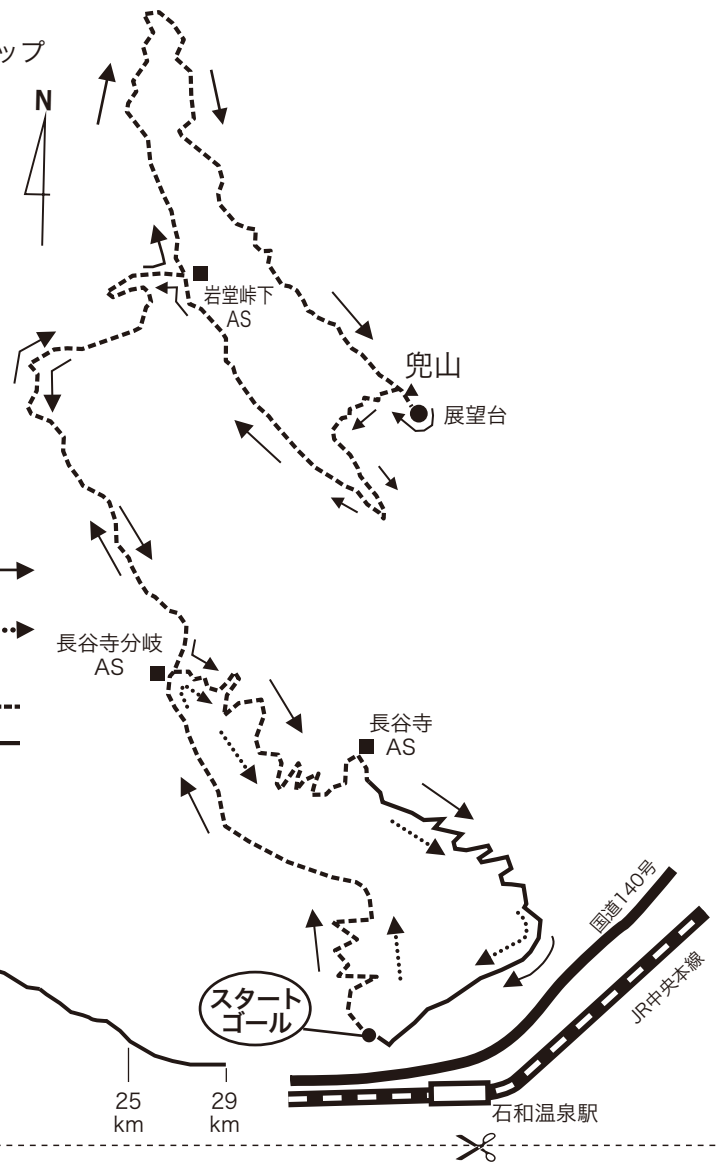 ップ
N
岩堂峠下
AS
兜山
展望台
長谷寺分岐
AS
長谷寺
AS
国道140号
JR中央本線
スタート
ゴール
25
km
29
km
石和温泉駅